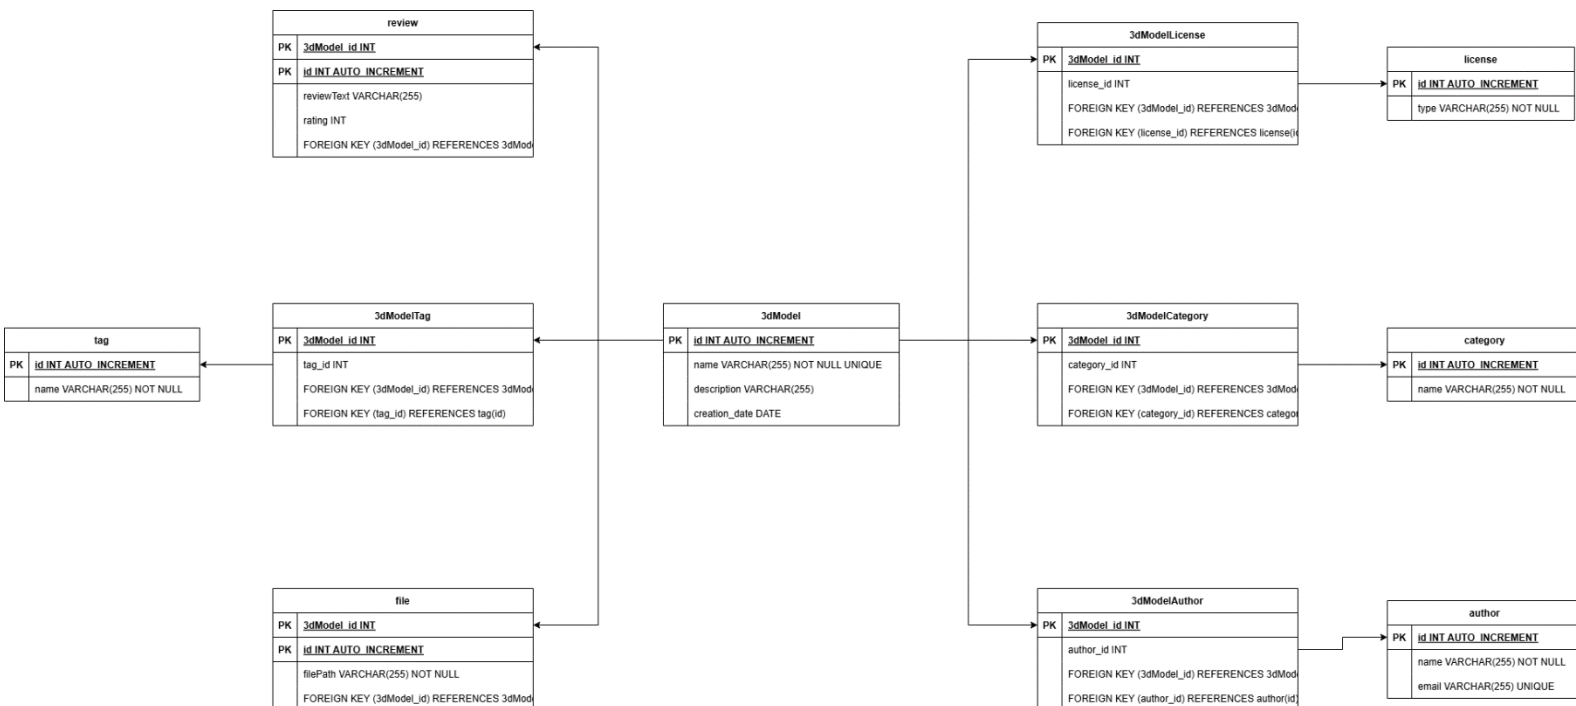 review
PK 3dModel_id INT
PK id INT AUTO_INCREMENT
reviewText VARCHAR(255)
rating INT
FOREIGN KEY (3dModel_id) REFERENCES 3dMode
3dModelLicense
PK 3dModel_id INT
license_id INT
FOREIGN KEY (3dModel_id) REFERENCES 3dMode
FOREIGN KEY (license_id) REFERENCES license(id
license
PK id INT AUTO_INCREMENT
type VARCHAR(255) NOT NULL
tag
PK id INT AUTO_INCREMENT
name VARCHAR(255) NOT NULL
3dModelTag
PK 3dModel_id INT
tag_id INT
FOREIGN KEY (3dModel_id) REFERENCES 3dMode
FOREIGN KEY (tag_id) REFERENCES tag(id)
3dModel
PK id INT AUTO_INCREMENT
name VARCHAR(255) NOT NULL UNIQUE
description VARCHAR(255)
creation_date DATE
3dModelCategory
PK 3dModel_id INT
category_id INT
FOREIGN KEY (3dModel_id) REFERENCES 3dMode
FOREIGN KEY (category_id) REFERENCES categor
category
PK id INT AUTO_INCREMENT
name VARCHAR(255) NOT NULL
file
PK 3dModel_id INT
PK id INT AUTO_INCREMENT
filePath VARCHAR(255) NOT NULL
FOREIGN KEY (3dModel_id) REFERENCES 3dMode
3dModelAuthor
PK 3dModel_id INT
author_id INT
FOREIGN KEY (3dModel_id) REFERENCES 3dMode
FOREIGN KEY (author_id) REFERENCES author(id)
author
PK id INT AUTO_INCREMENT
name VARCHAR(255) NOT NULL
email VARCHAR(255) UNIQUE